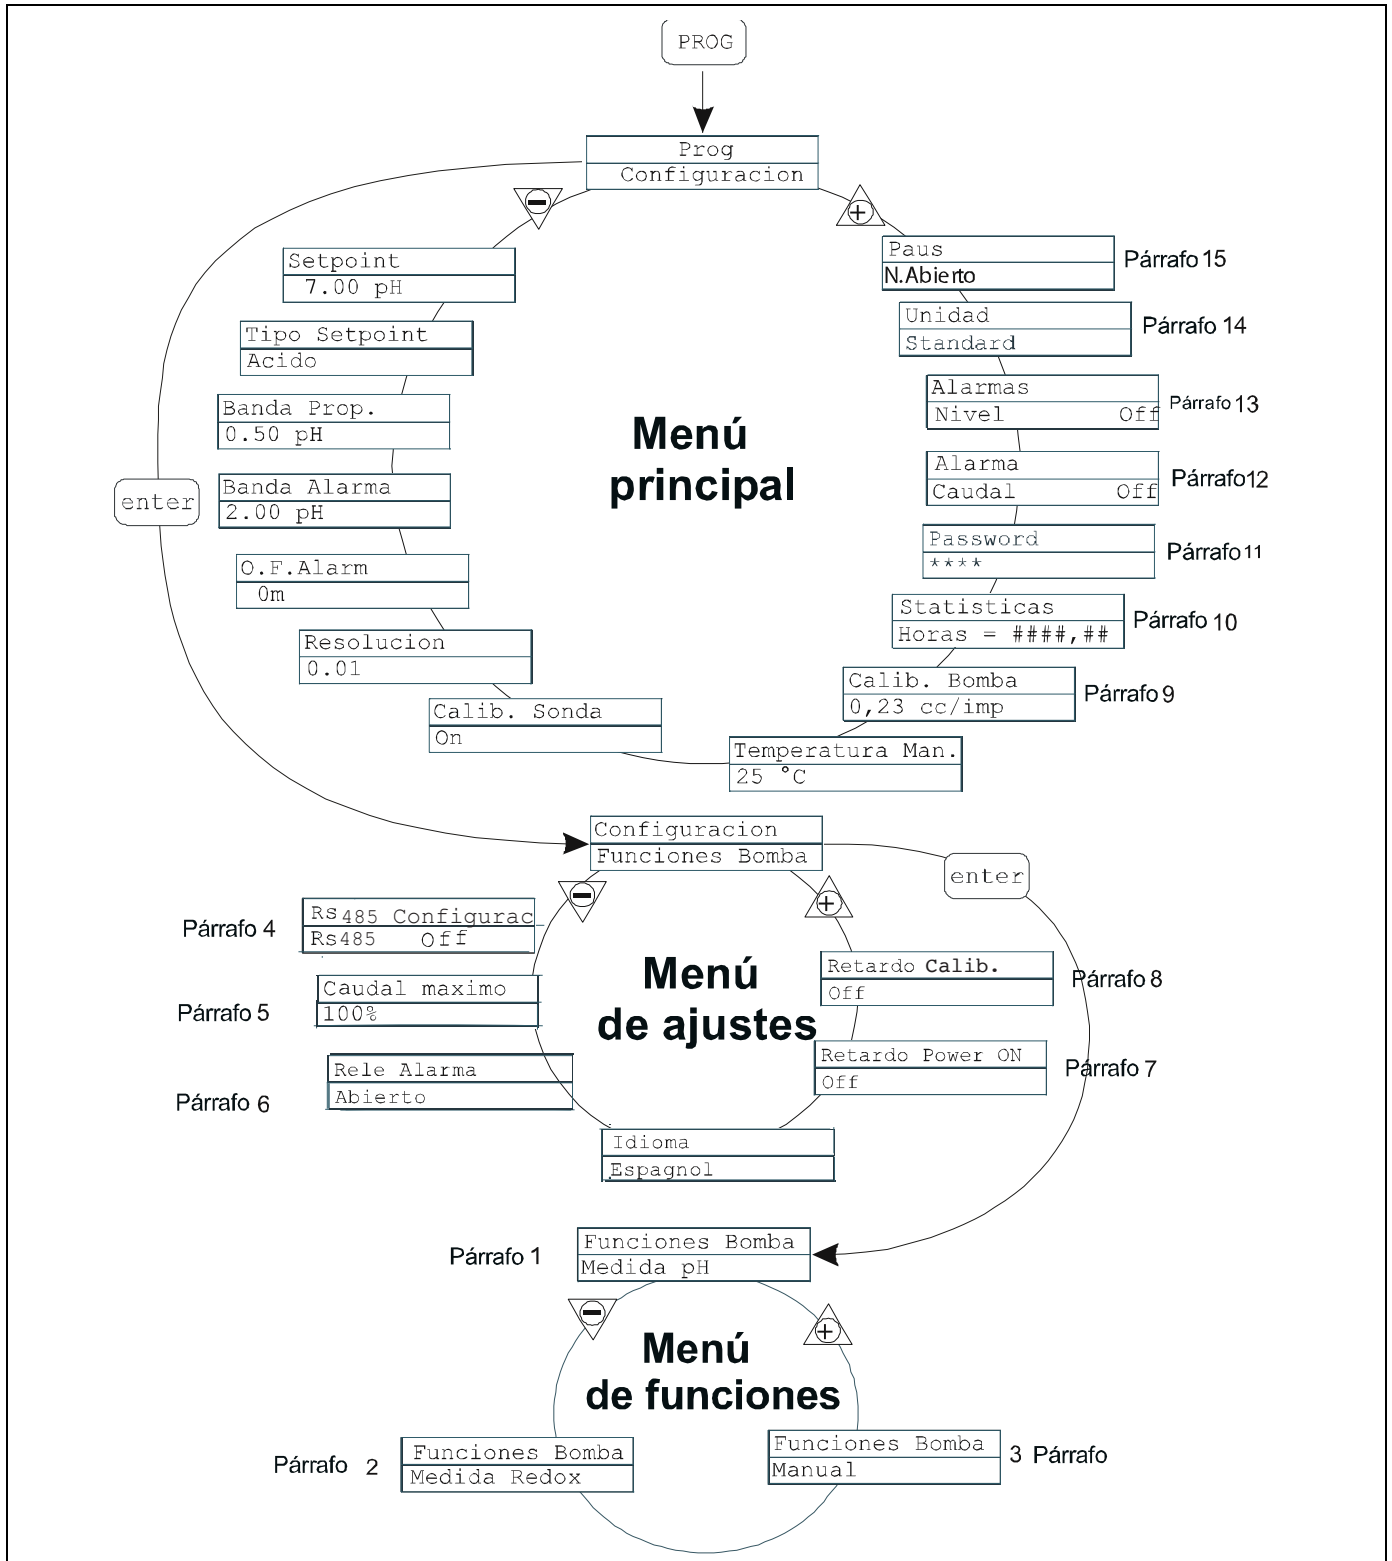 PROG
Prog
Configuracion
Setpoint
7.00 pH
Tipo Setpoint
Acido
Banda Prop.
0.50 pH
Banda Alarma
2.00 pH
O.F.Alarm
0m
Resolucion
0.01
Calib. Sonda
On
enter
Menú
principal
Paus
N.Abierto
Párrafo 15
Unidad
Standard
Párrafo 14
Alarmas
Nivel Off
Párrafo 13
Alarma
Caudal Off
Párrafo 12
Password
****
Párrafo 11
Statisticas
Horas = ####,##
Párrafo 10
Calib. Bomba
0,23 cc/imp
Párrafo 9
Temperatura Man.
25 °C
Configuracion
Funciones Bomba
enter
Párrafo 4
Rs 485 Configurac
Rs485 Off
Párrafo 5
Caudal maximo
100%
Párrafo 6
Rele Alarma
Abierto
Menú
de ajustes
Retardo Calib.
Off
Párrafo 8
Retardo Power ON
Off
Párrafo 7
Idioma
Espagnol
Párrafo 1
Funciones Bomba
Medida pH
Menú
de funciones
Párrafo 2
Funciones Bomba
Medida Redox
Funciones Bomba
Manual
3 Párrafo